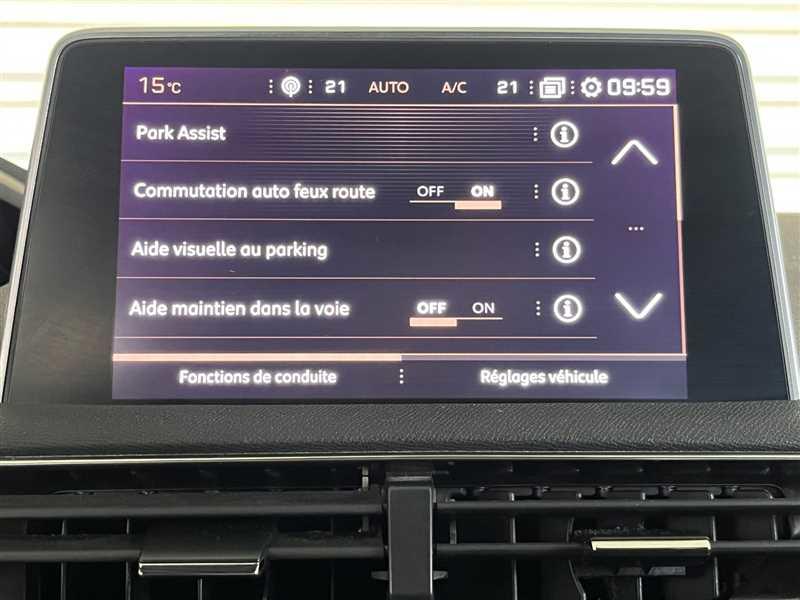 15°C 21 AUTO A/C 21 09:59
Park Assist
Commutation auto feux route OFF ON
Aide visuelle au parking
Aide maintien dans la voie OFF ON
Fonctions de conduite Réglages véhicule